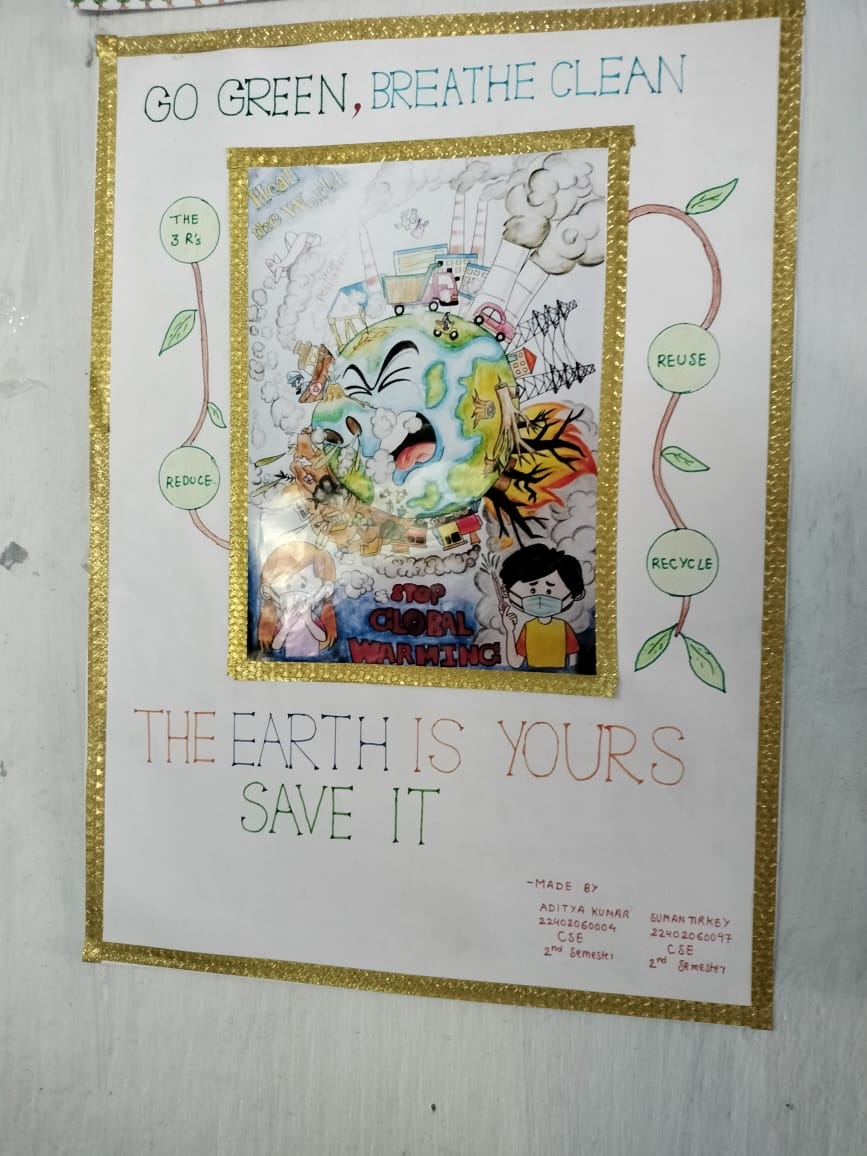 GO GREEN, BREATHE CLEAN
Heal
the World!
STOP
THE
3 R's
REDUCE
REUSE
RECYCLE
STOP
GLOBAL
WARMING!
THE EARTH IS YOURS
SAVE IT
-MADE BY
ADITYA KUMAR
22402060004
CSE
2nd Semester
SUMAN TIRKEY
22402060047
CSE
2nd Semester